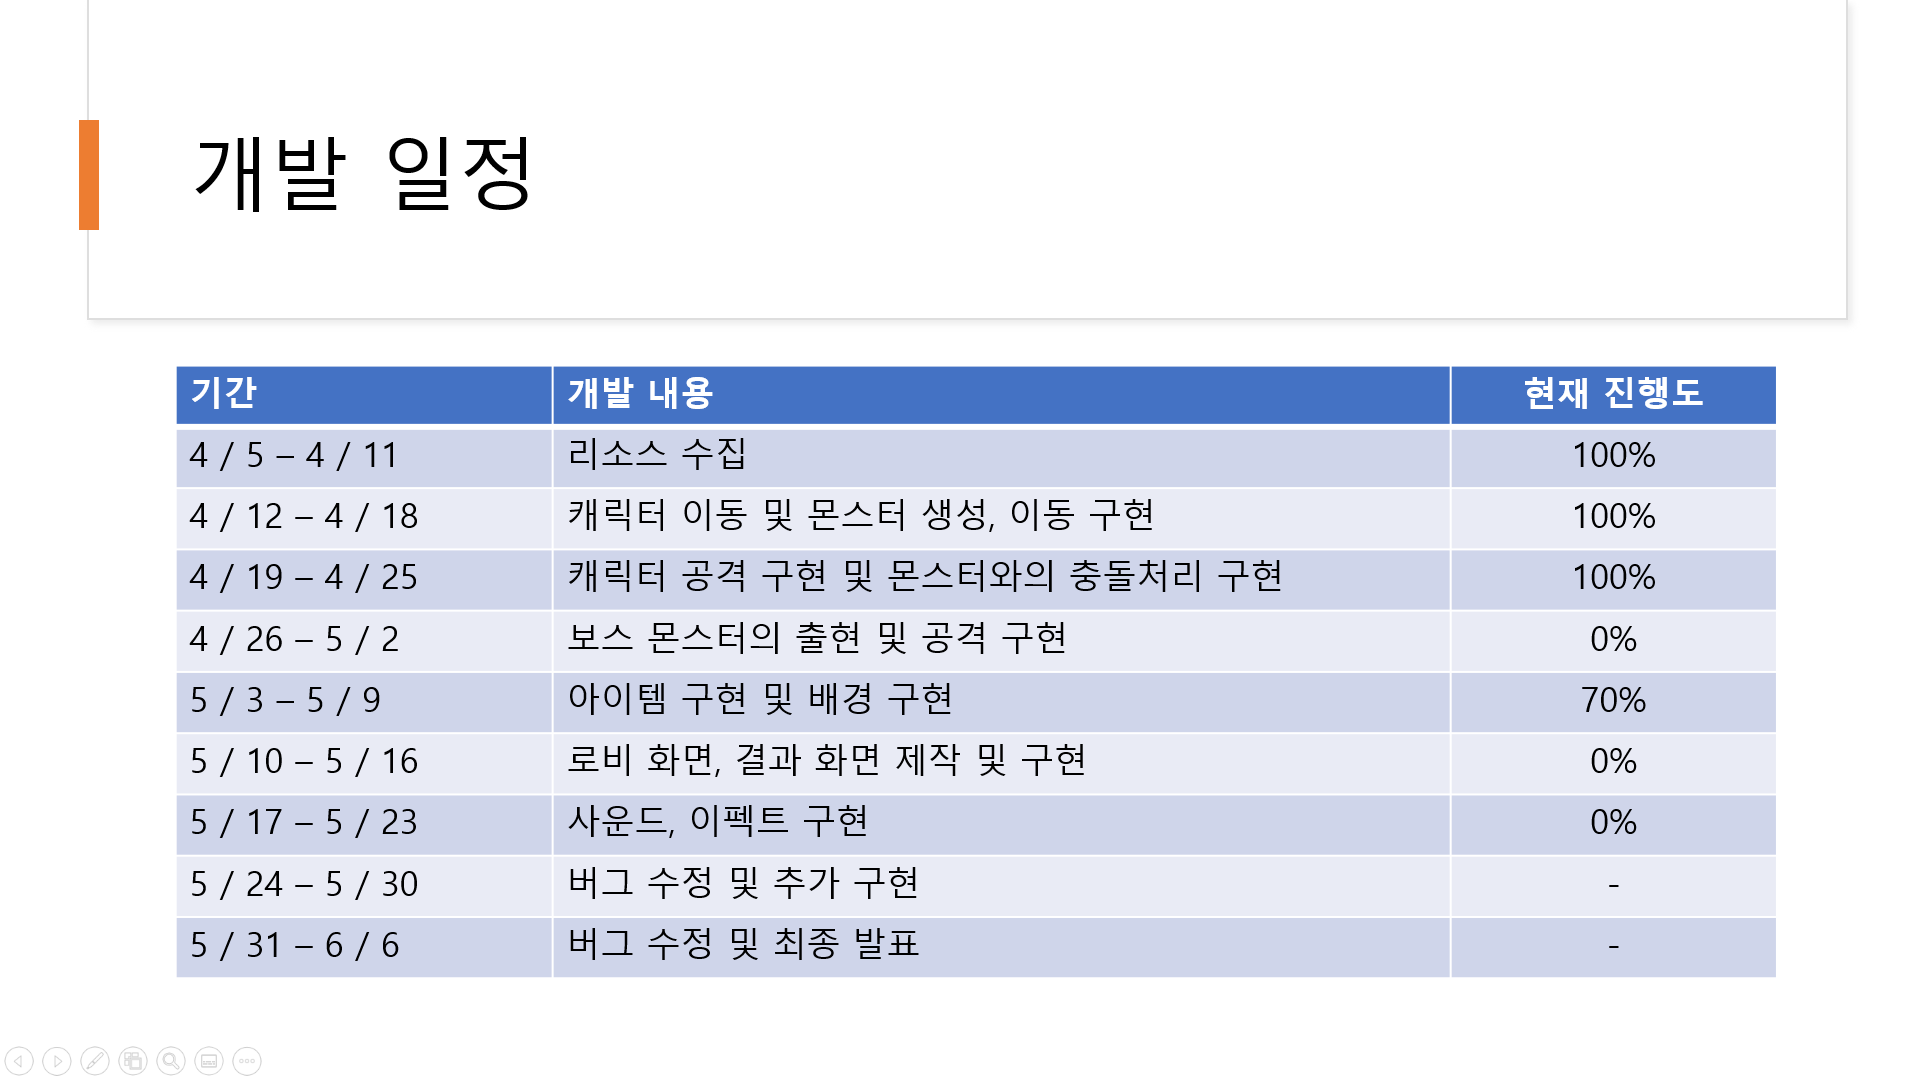 개발 일정
기간 개발 내용 현재 진행도
4 / 5 – 4 / 11 리소스 수집 100%
4 / 12 – 4 / 18 캐릭터 이동 및 몬스터 생성, 이동 구현 100%
4 / 19 – 4 / 25 캐릭터 공격 구현 및 몬스터와의 충돌처리 구현 100%
4 / 26 – 5 / 2 보스 몬스터의 출현 및 공격 구현 0%
5 / 3 – 5 / 9 아이템 구현 및 배경 구현 70%
5 / 10 – 5 / 16 로비 화면, 결과 화면 제작 및 구현 0%
5 / 17 – 5 / 23 사운드, 이펙트 구현 0%
5 / 24 – 5 / 30 버그 수정 및 추가 구현 -
5 / 31 – 6 / 6 버그 수정 및 최종 발표 -